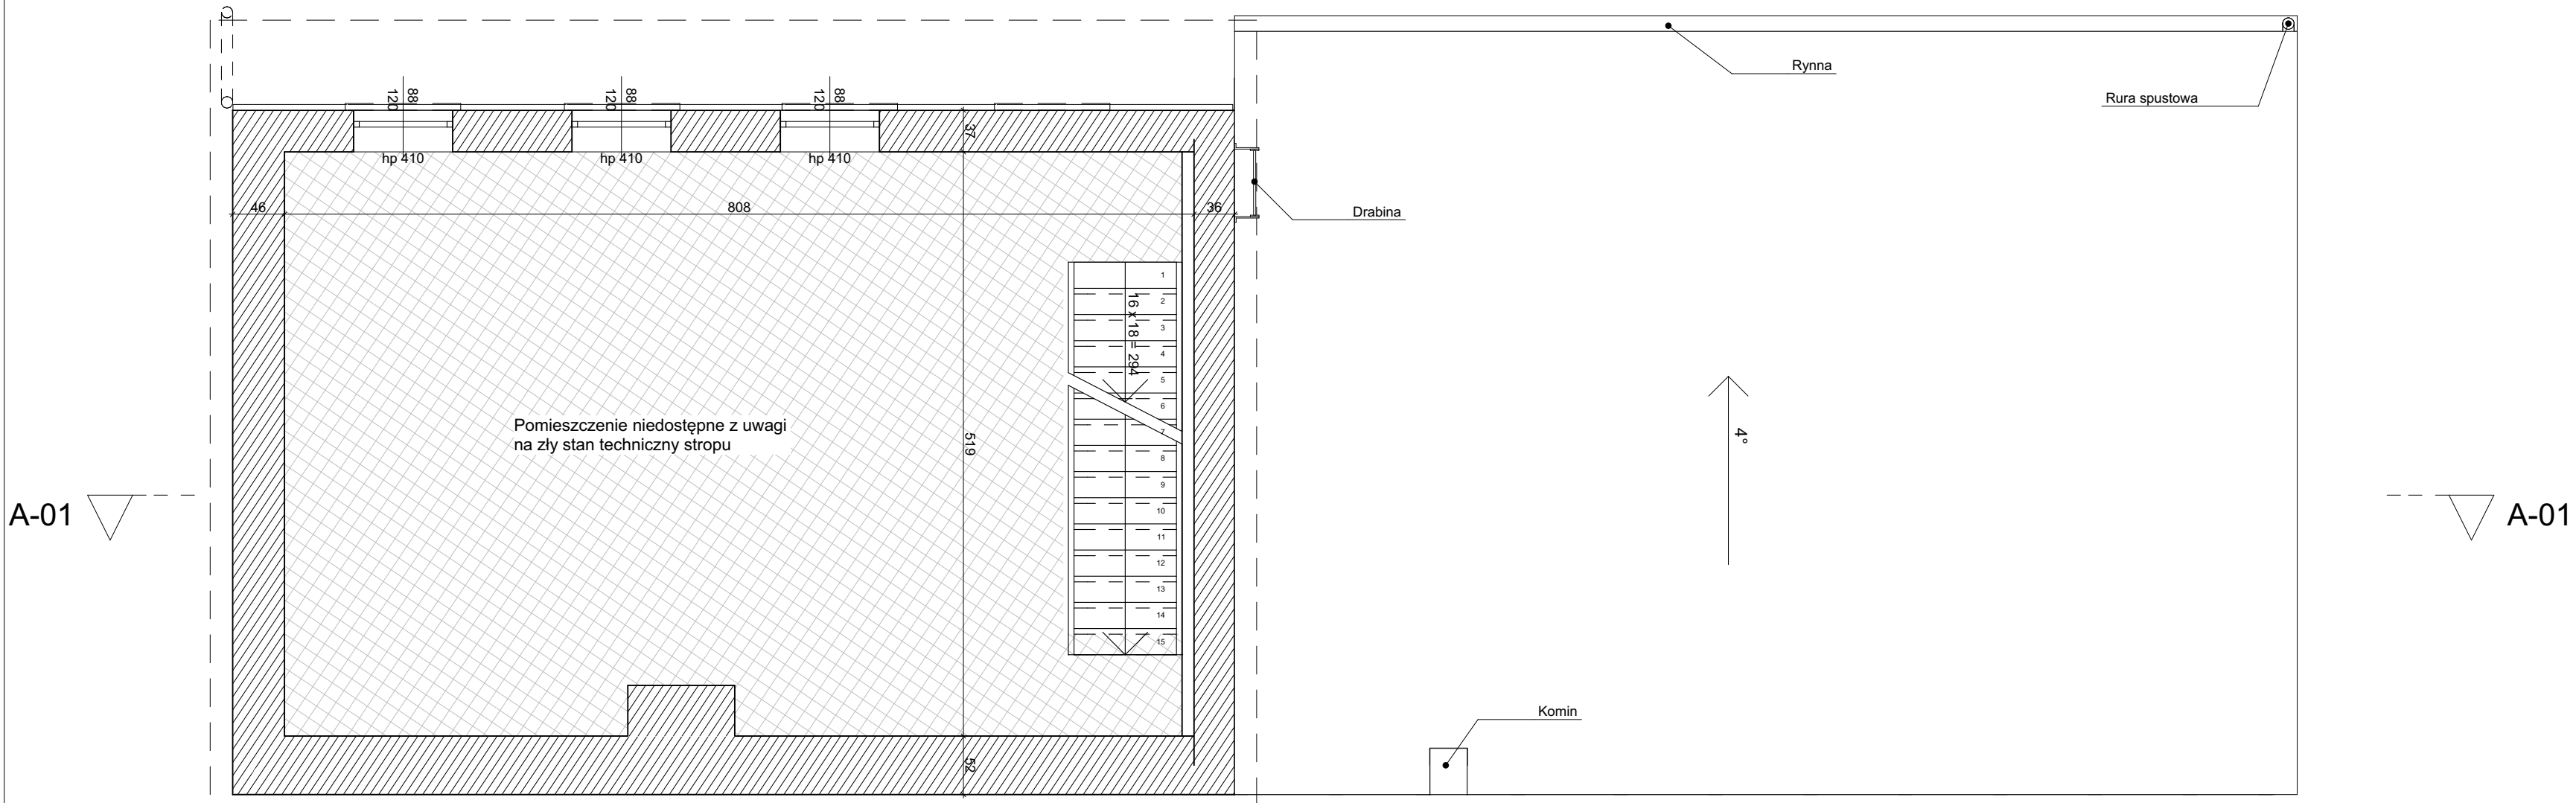 Rynna
Rura spustowa
88
120
88
120
88
120
37
hp 410
hp 410
hp 410
46
808
36
Drabina
1
2
3
4
5
6
7
8
9
10
11
12
13
14
15
16 x 18 = 294
Pomieszczenie niedostępne z uwagi
na zły stan techniczny stropu
519
4°
A-01
A-01
Komin
52